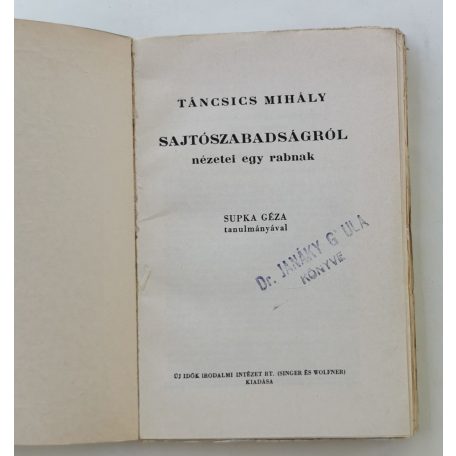 TÁNCSICS MIHÁLY
SAJTÓSZABADSÁGRÓL
nézetei egy rabnak
SUPKA GÉZA
tanulmányával
Dr. JANÁKY G ULA
KÖNYVE
ÚJ IDŐK IRODALMI INTÉZET RT. (SINGER ÉS WOLFNER)
KIADÁSA